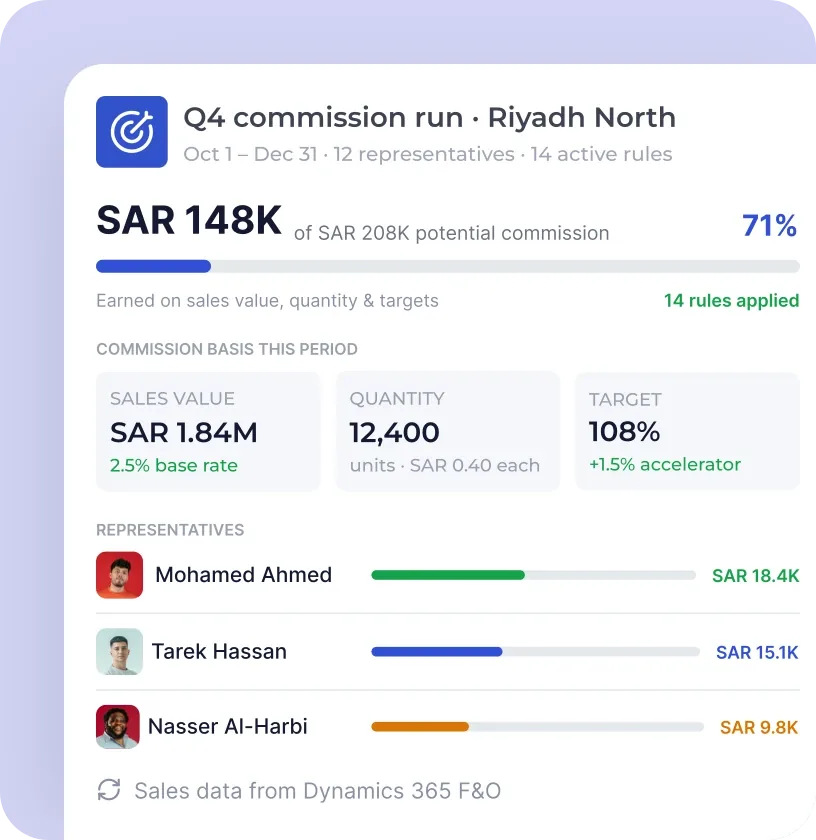 Q4 commission run · Riyadh North
Oct 1 – Dec 31 · 12 representatives · 14 active rules
SAR 148K of SAR 208K potential commission 71%
Earned on sales value, quantity & targets 14 rules applied
COMMISSION BASIS THIS PERIOD
SALES VALUE
SAR 1.84M
2.5% base rate
QUANTITY
12,400
units · SAR 0.40 each
TARGET
108%
+1.5% accelerator
REPRESENTATIVES
Mohamed Ahmed SAR 18.4K
Tarek Hassan SAR 15.1K
Nasser Al-Harbi SAR 9.8K
Sales data from Dynamics 365 F&O